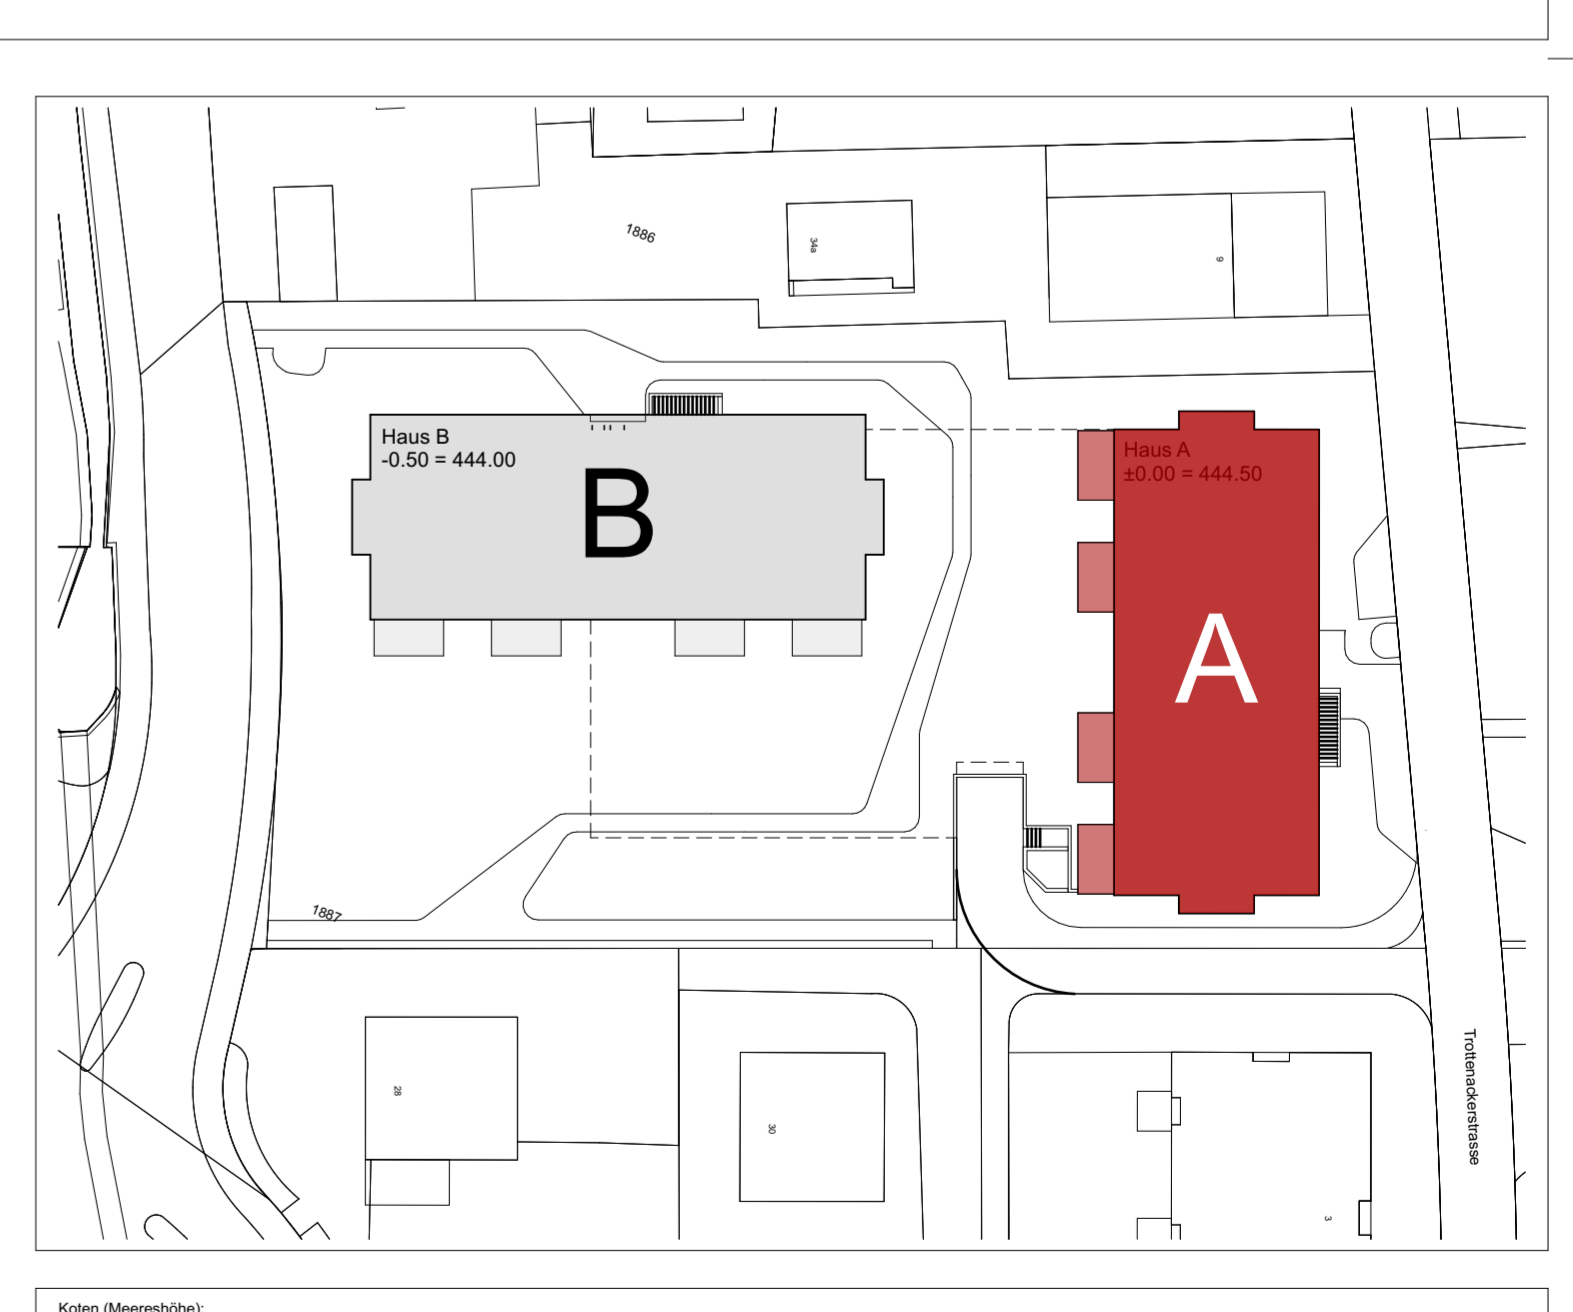 1886
34a
9
Haus B
-0.50 = 444.00
B
Haus A
±0.00 = 444.50
A
1887
28
30
3
Trottenackerstrasse
Koten (Meereshöhe):